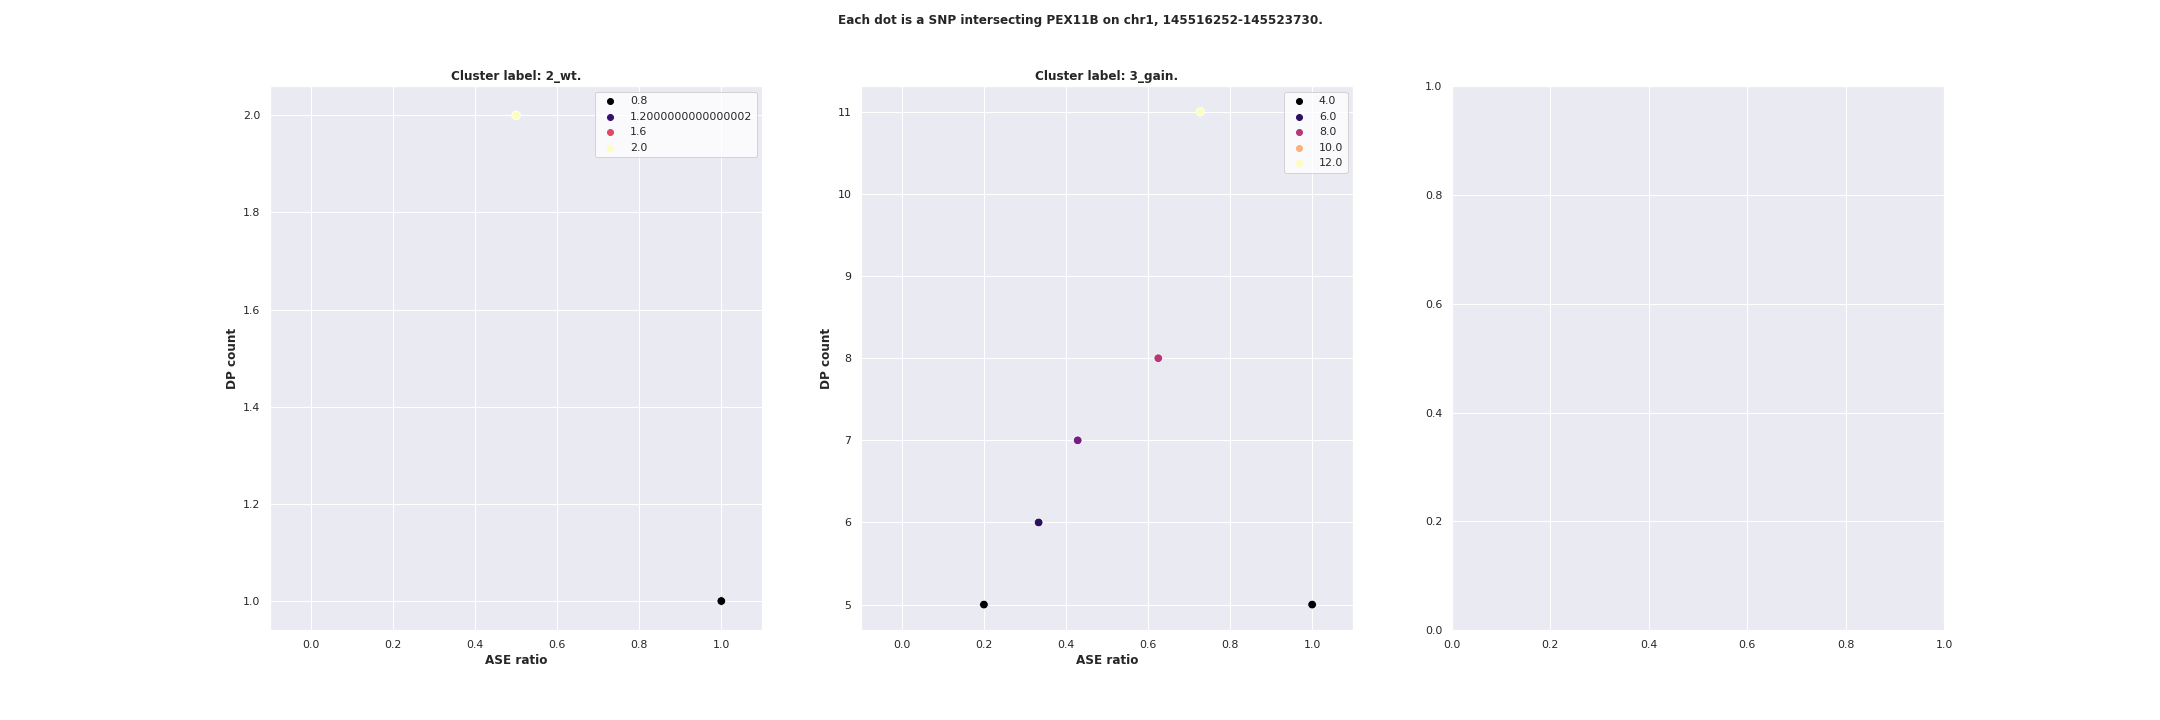 Each dot is a SNP intersecting PEX11B on chr1, 145516252-145523730.
Cluster label: 2_wt.
0.8
1.2000000000000002
1.6
2.0
DP count
2.0
1.8
1.6
1.4
1.2
1.0
0.0 0.2 0.4 0.6 0.8 1.0
ASE ratio
Cluster label: 3_gain.
4.0
6.0
8.0
10.0
12.0
DP count
11
10
9
8
7
6
5
0.0 0.2 0.4 0.6 0.8 1.0
ASE ratio
1.0
0.8
0.6
0.4
0.2
0.0
0.0 0.2 0.4 0.6 0.8 1.0